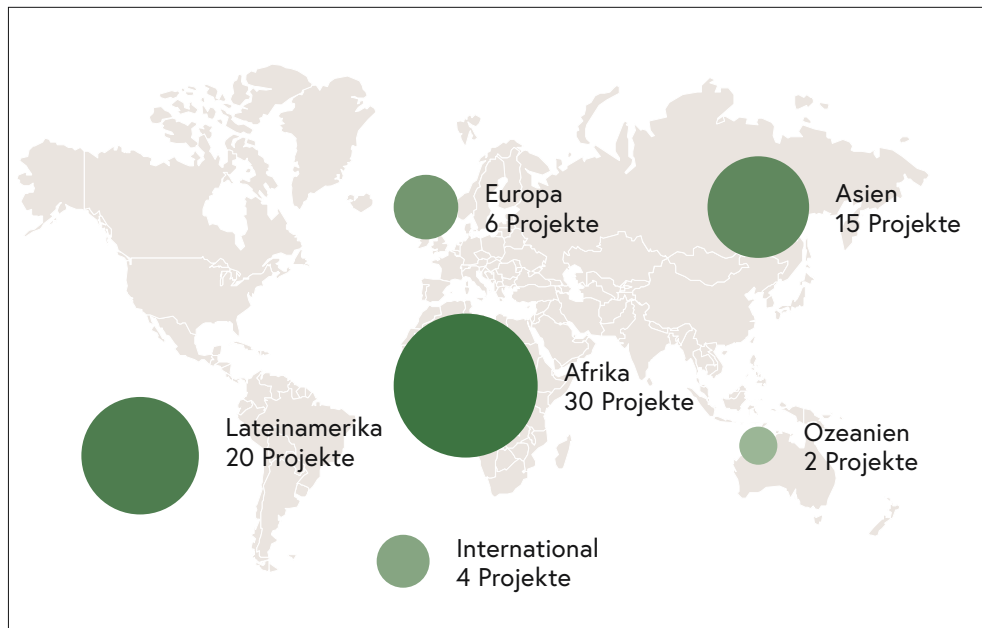 Europa
6 Projekte
Asien
15 Projekte
Afrika
30 Projekte
Lateinamerika
20 Projekte
Ozeanien
2 Projekte
International
4 Projekte